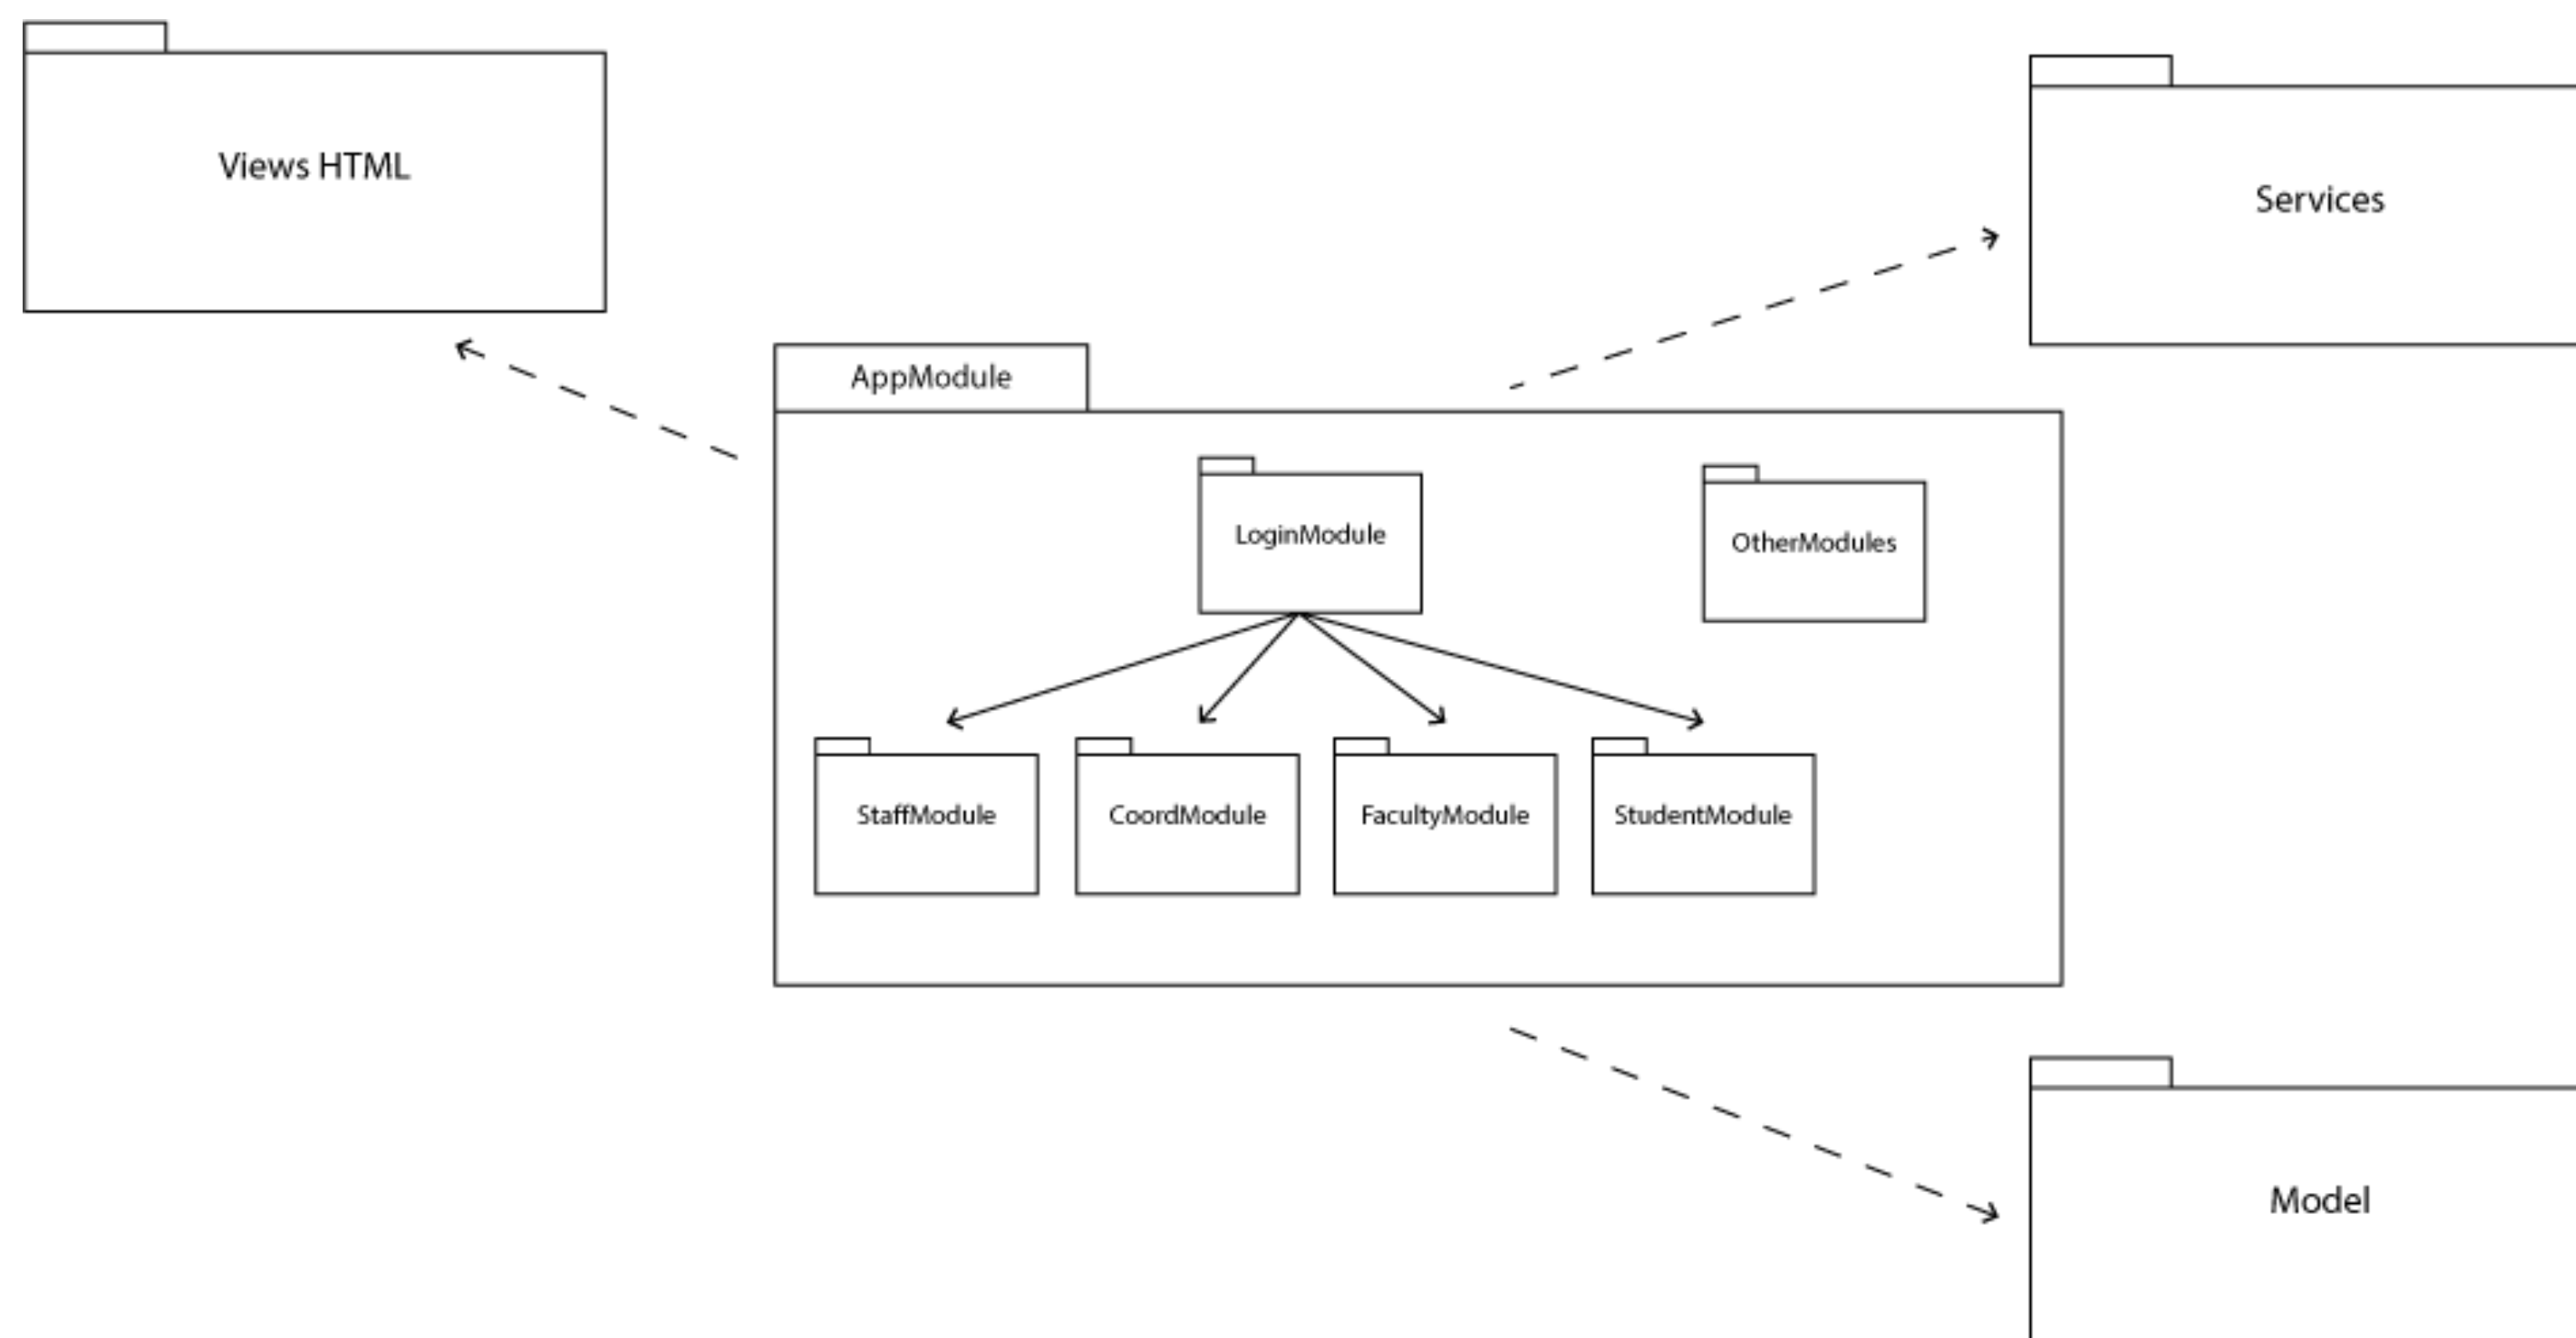 Views HTML
Services
AppModule
LoginModule
OtherModules
StaffModule
CoordModule
FacultyModule
StudentModule
Model